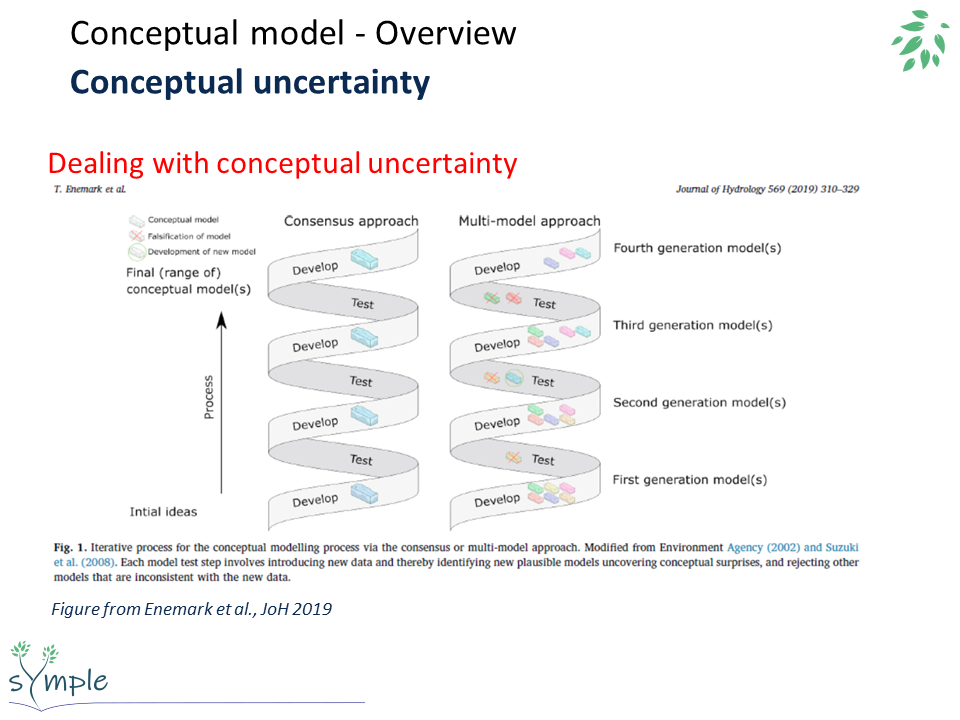 Conceptual model - Overview
Conceptual uncertainty
Dealing with conceptual uncertainty
T. Enemark et al.
Journal of Hydrology 569 (2019) 310–329
Conceptual model
Falsification of model
Development of new model
Final (range of)
conceptual model(s)
Process
Intial ideas
Consensus approach
Develop
Test
Develop
Test
Develop
Test
Develop
Multi-model approach
Develop
Test
Develop
Test
Develop
Test
Develop
Fourth generation model(s)
Third generation model(s)
Second generation model(s)
First generation model(s)
Fig. 1. Iterative process for the conceptual modelling process via the consensus or multi-model approach. Modified from Environment Agency (2002) and Suzuki
et al. (2008). Each model test step involves introducing new data and thereby identifying new plausible models uncovering conceptual surprises, and rejecting other
models that are inconsistent with the new data.
Figure from Enemark et al., JoH 2019
sYmple